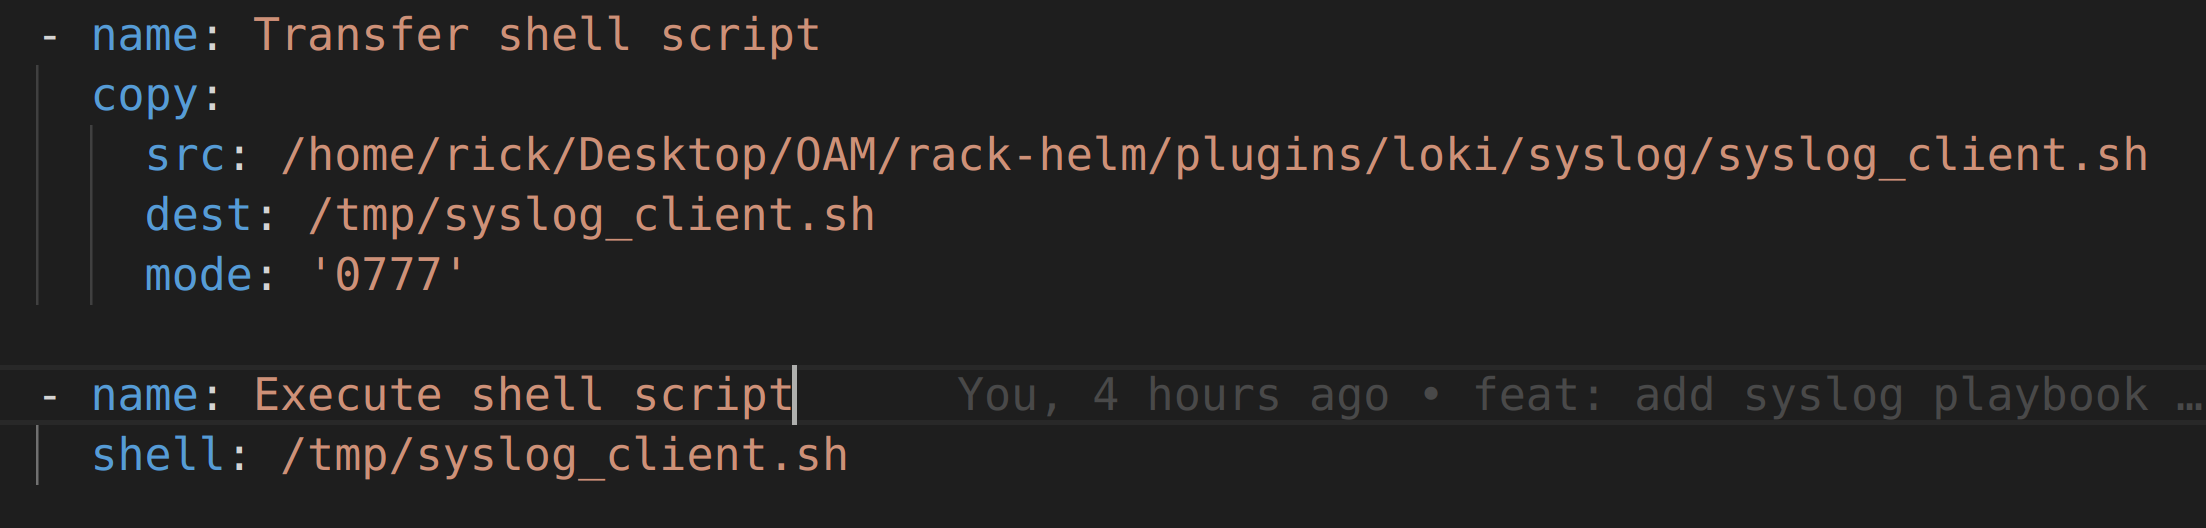 - name: Transfer shell script
  copy:
    src: /home/rick/Desktop/OAM/rack-helm/plugins/loki/syslog/syslog_client.sh
    dest: /tmp/syslog_client.sh
    mode: '0777'

- name: Execute shell script      You, 4 hours ago • feat: add syslog playbook …
  shell: /tmp/syslog_client.sh